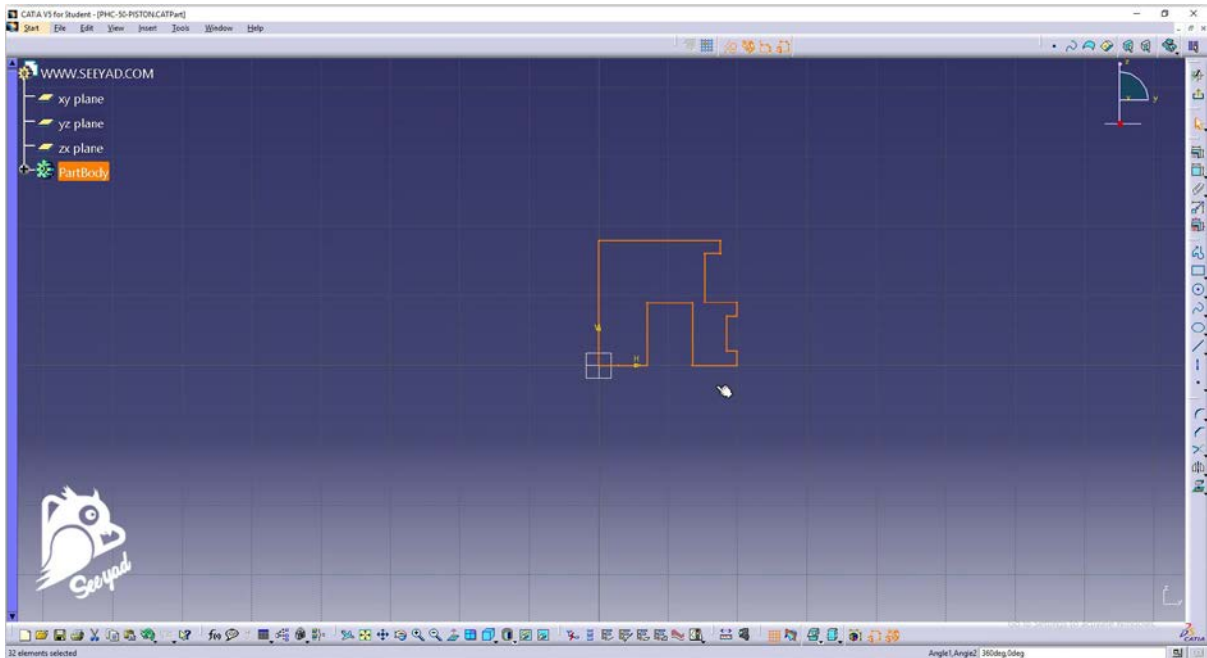 CATIA V5 for Student - [PHC-50-PISTON.CATPart]
Start File Edit View Insert Tools Window Help
WWW.SEEYAD.COM
xy plane
yz plane
zx plane
PartBody
z
x
y
V
H
Seeyad
z
f(x)
CATIA
32 elements selected
Angle1,Angle2 360deg,0deg